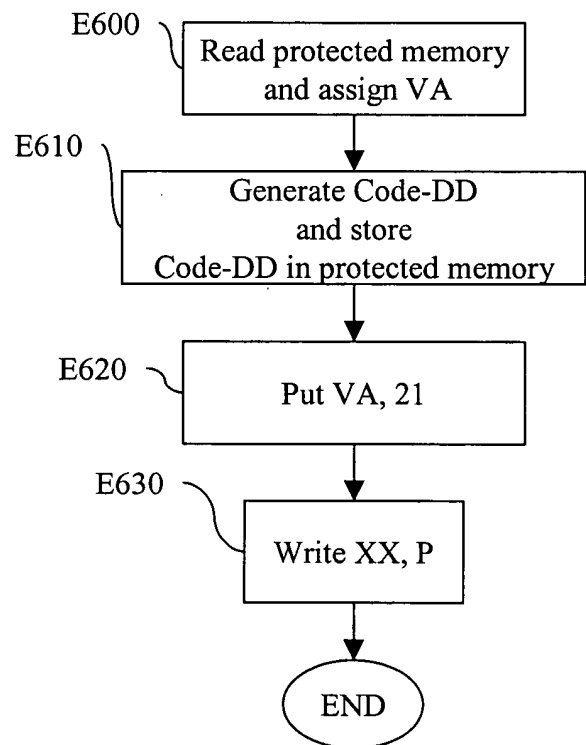 E600
Read protected memory
and assign VA
E610
Generate Code-DD
and store
Code-DD in protected memory
E620
Put VA, 21
E630
Write XX, P
END